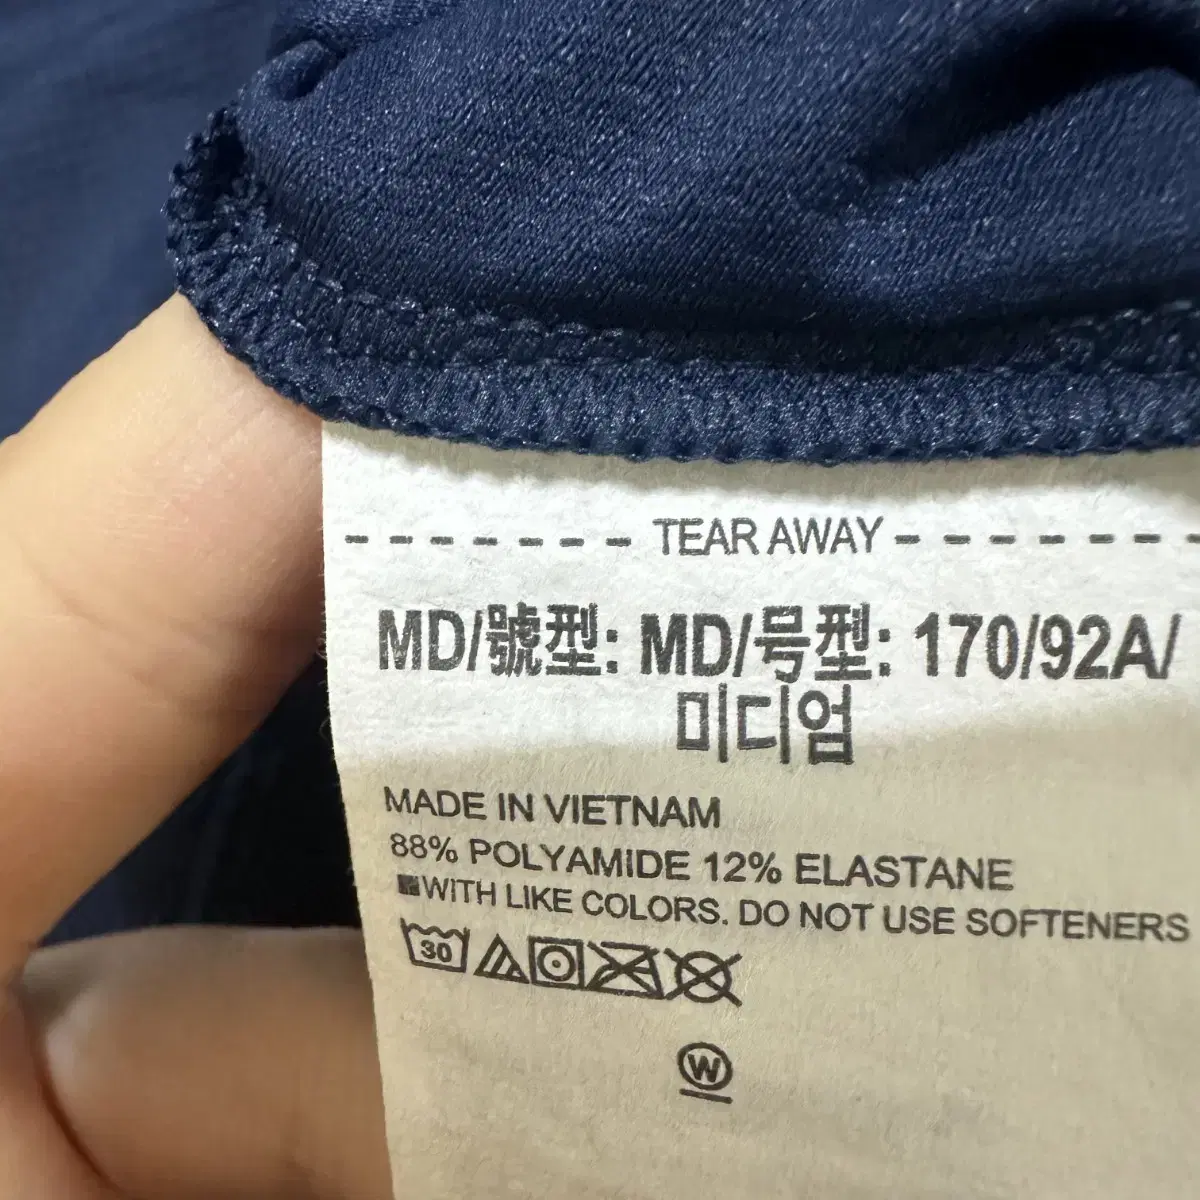 TEAR AWAY
MD/號型: MD/号型: 170/92A/
미디엄
MADE IN VIETNAM
88% POLYAMIDE 12% ELASTANE
WITH LIKE COLORS. DO NOT USE SOFTENERS
30
W